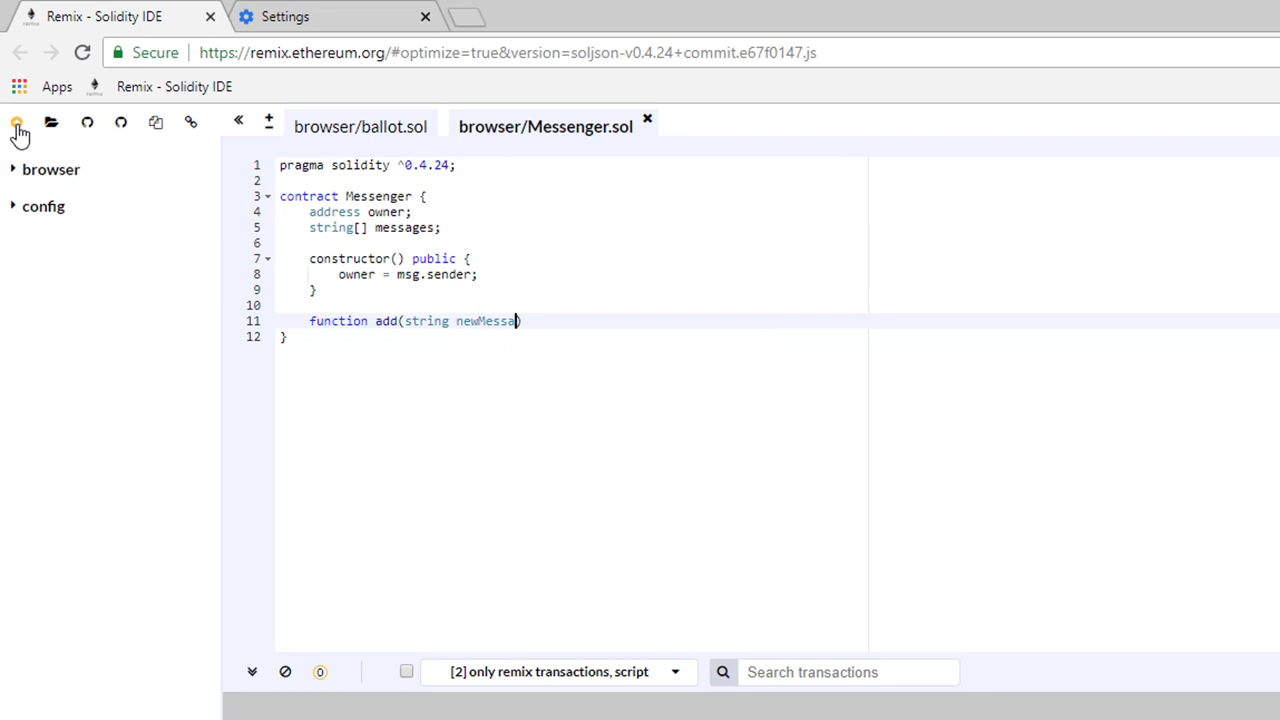 Remix - Solidity IDE
Settings
Secure
https://remix.ethereum.org/#optimize=true&version=soljson-v0.4.24+commit.e67f0147.js
Apps
Remix - Solidity IDE
browser/ballot.sol
browser/Messenger.sol
browser
config
1 pragma solidity ^0.4.24;
2
3 contract Messenger {
4 address owner;
5 string[] messages;
6
7 constructor() public {
8 owner = msg.sender;
9 }
10
11 function add(string newMessa)
12 }
0
[2] only remix transactions, script
Search transactions